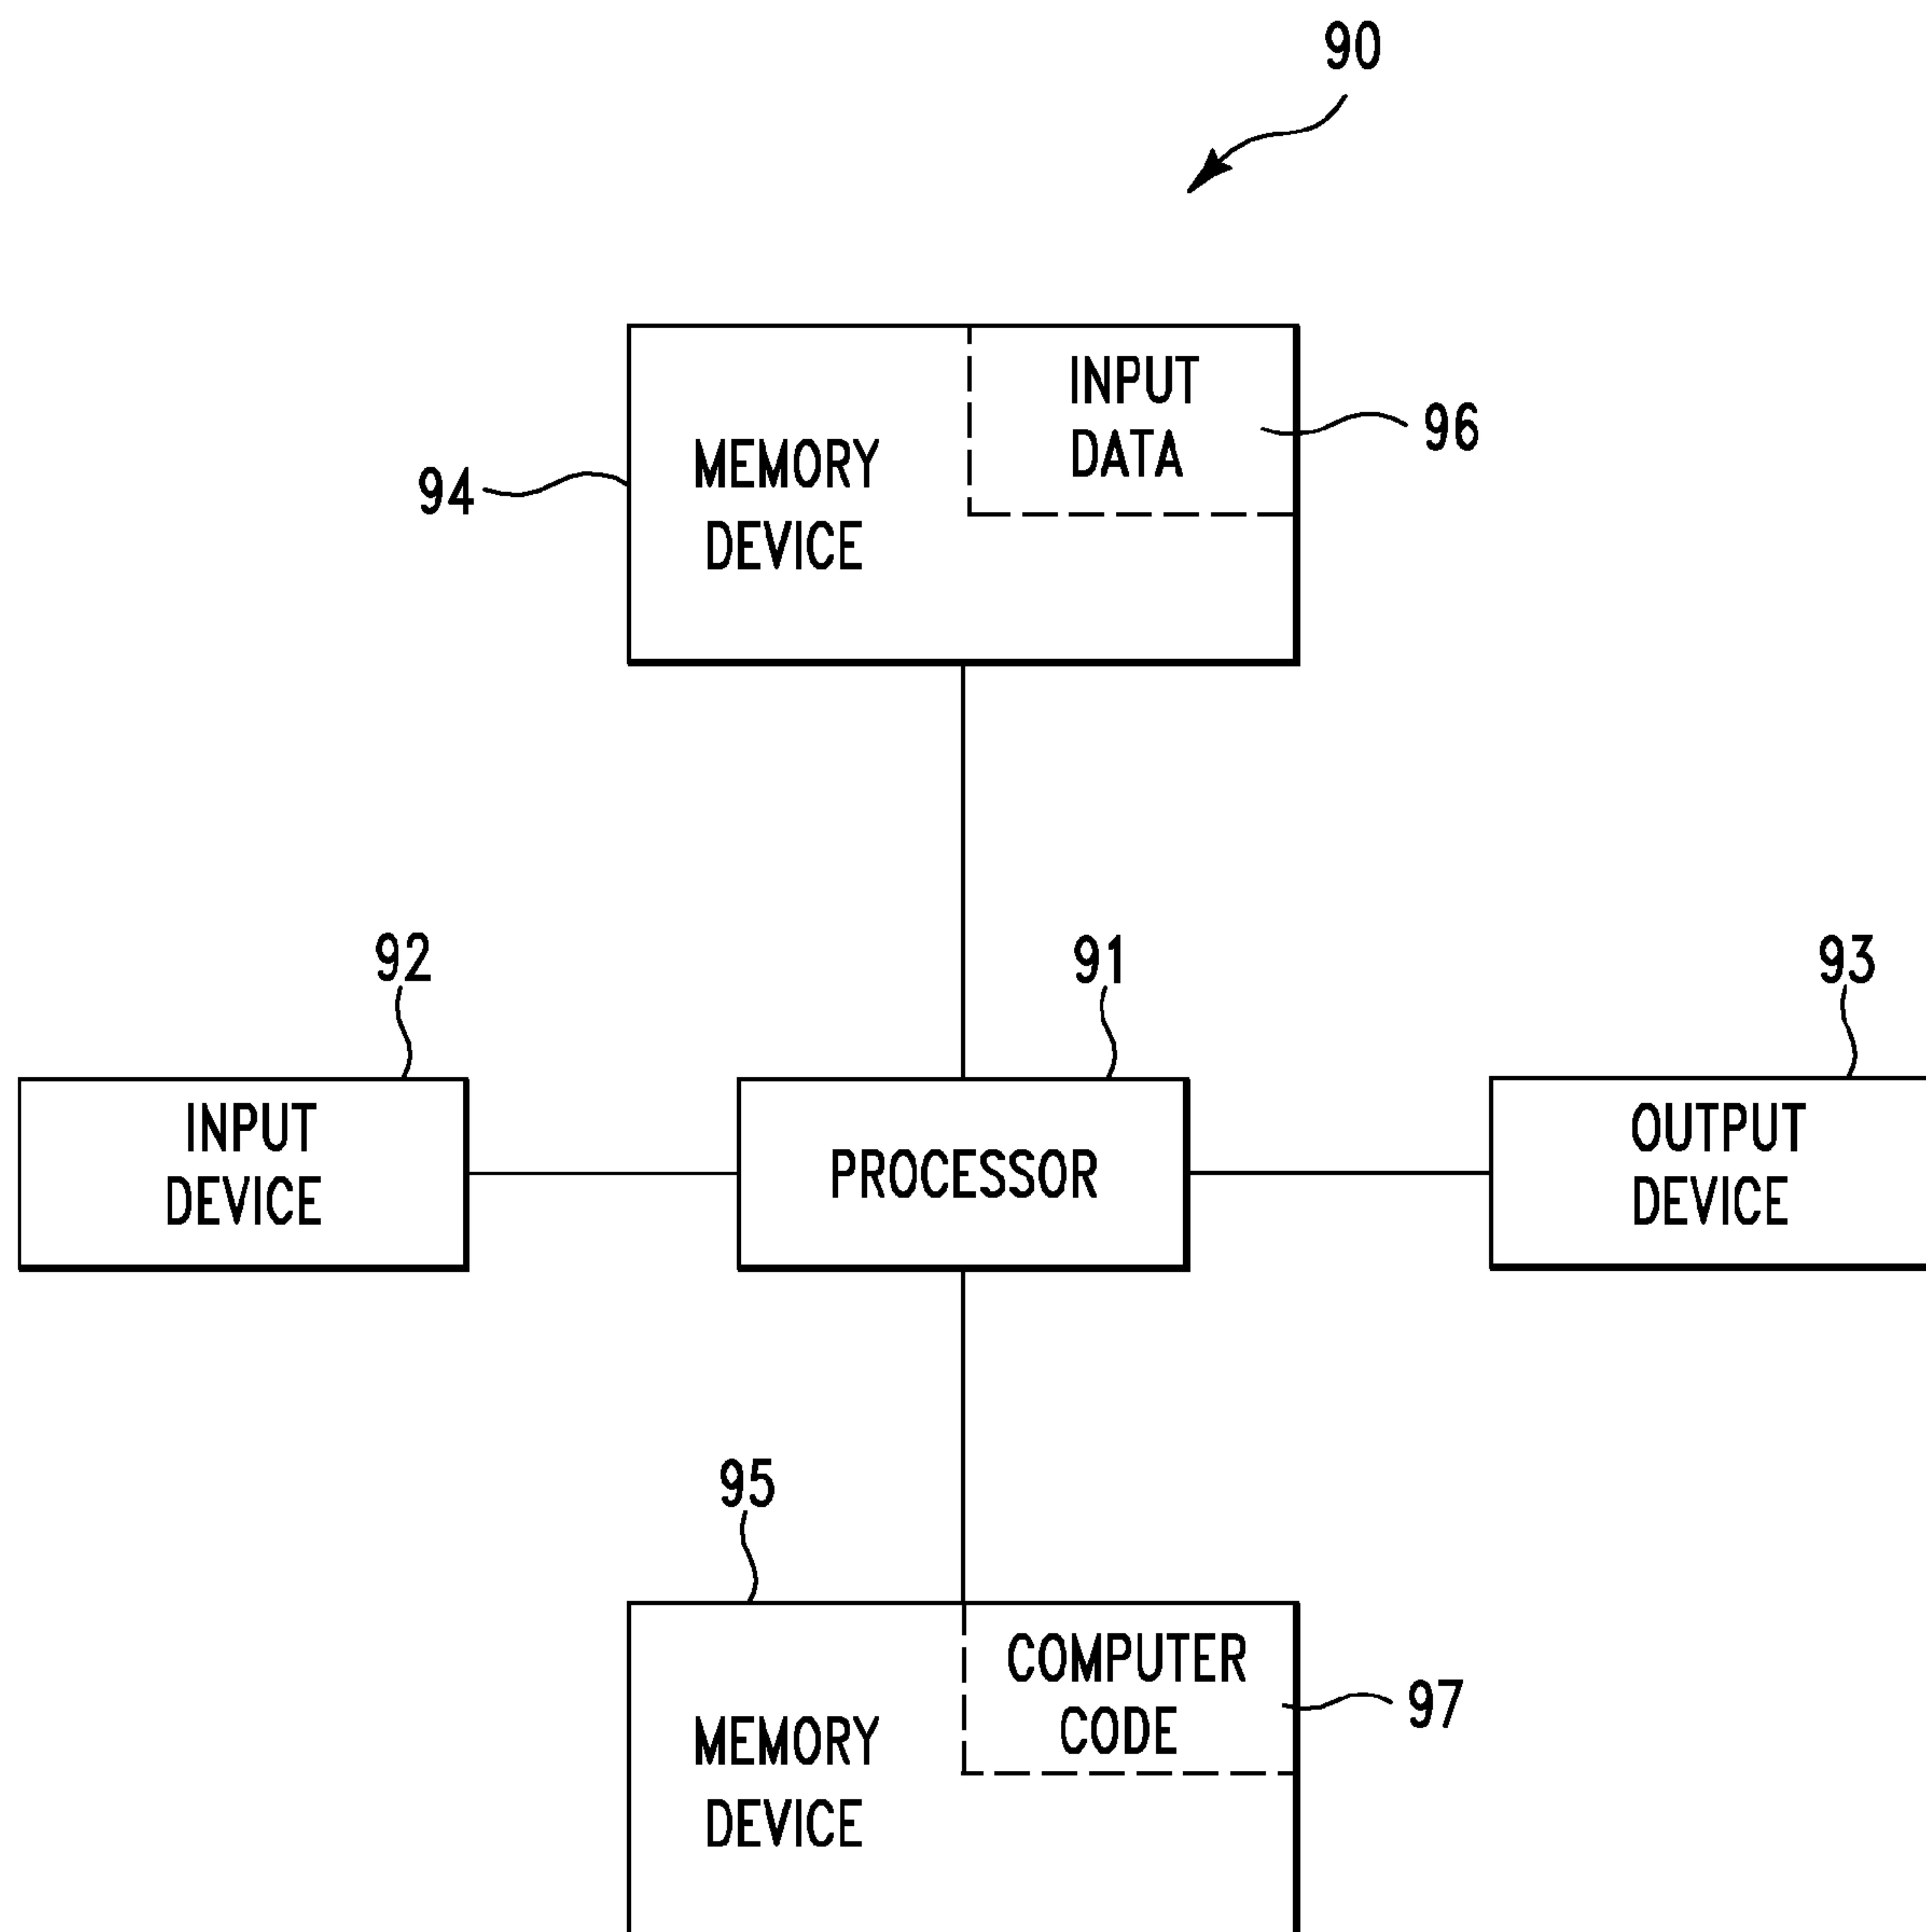 90
INPUT
DATA
96
MEMORY
DEVICE
94
92
91
93
INPUT
DEVICE
PROCESSOR
OUTPUT
DEVICE
95
COMPUTER
CODE
97
MEMORY
DEVICE